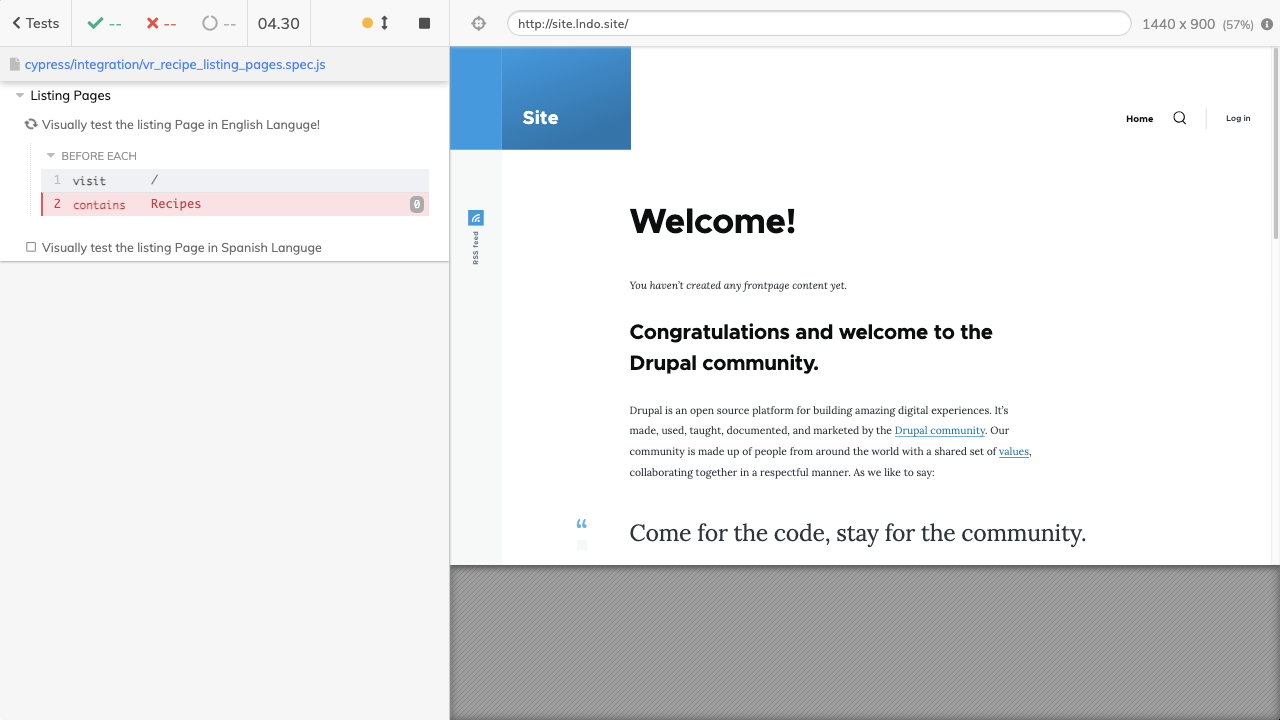 Tests -- -- -- 04.30
http://site.lndo.site/ 1440 x 900 (57%)
cypress/integration/vr_recipe_listing_pages.spec.js
Listing Pages
Visually test the listing Page in English Languge!
BEFORE EACH
1 visit /
2 contains Recipes 0
Visually test the listing Page in Spanish Languge
Site
Home Log in
RSS feed
Welcome!
You haven't created any frontpage content yet.
Congratulations and welcome to the
Drupal community.
Drupal is an open source platform for building amazing digital experiences. It's
made, used, taught, documented, and marketed by the Drupal community. Our
community is made up of people from around the world with a shared set of values,
collaborating together in a respectful manner. As we like to say:
“ Come for the code, stay for the community.